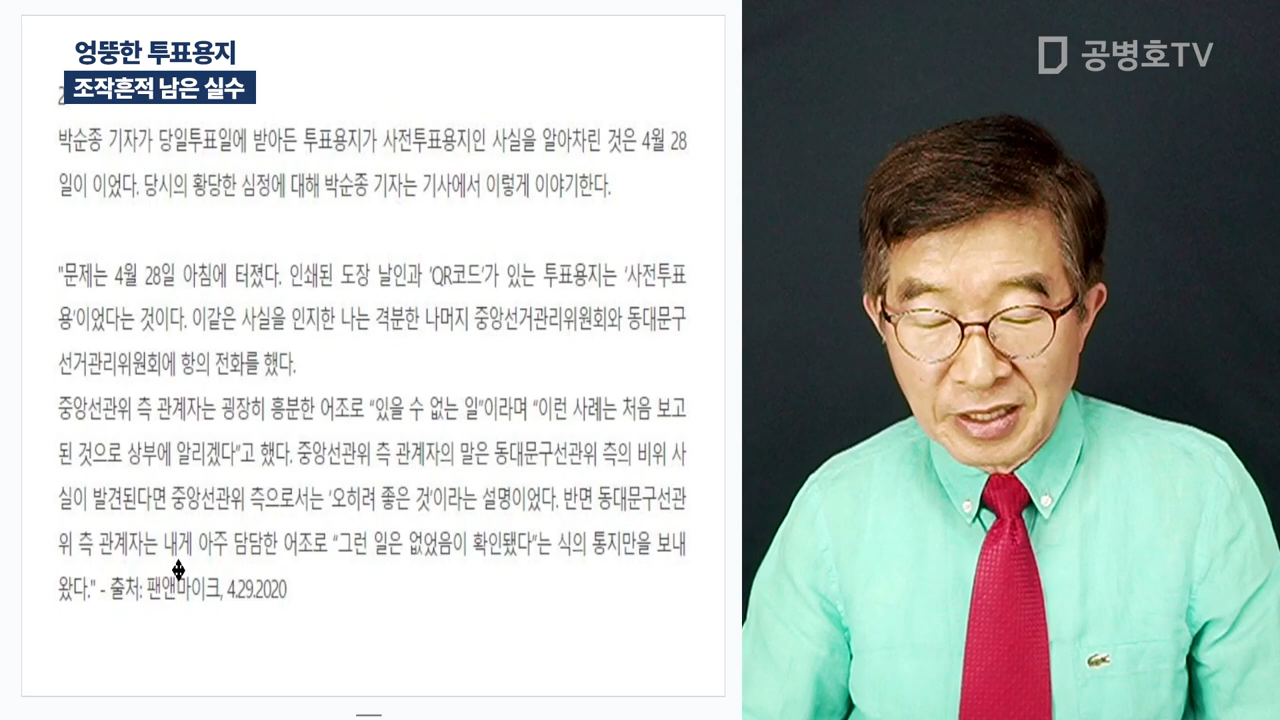 엉뚱한 투표용지
조작흔적 남은 실수
공병호TV
박순종 기자가 당일투표일에 받아든 투표용지가 사전투표용지인 사실을 알아차린 것은 4월 28
일이 이었다. 당시의 황당한 심정에 대해 박순종 기자는 기사에서 이렇게 이야기한다.
"문제는 4월 28일 아침에 터졌다. 인쇄된 도장 날인과 'QR코드'가 있는 투표용지는 '사전투표
용'이었다는 것이다. 이같은 사실을 인지한 나는 격분한 나머지 중앙선거관리위원회와 동대문구
선거관리위원회에 항의 전화를 했다.
중앙선관위 측 관계자는 굉장히 흥분한 어조로 “있을 수 없는 일”이라며 “이런 사례는 처음 보고
된 것으로 상부에 알리겠다”고 했다. 중앙선관위 측 관계자의 말은 동대문구선관위 측의 비위 사
실이 발견된다면 중앙선관위 측으로서는 '오히려 좋은 것'이라는 설명이었다. 반면 동대문구선관
위 측 관계자는 내게 아주 담담한 어조로 “그런 일은 없었음이 확인됐다”는 식의 통지만을 보내
왔다." - 출처: 팬앤마이크, 4.29.2020